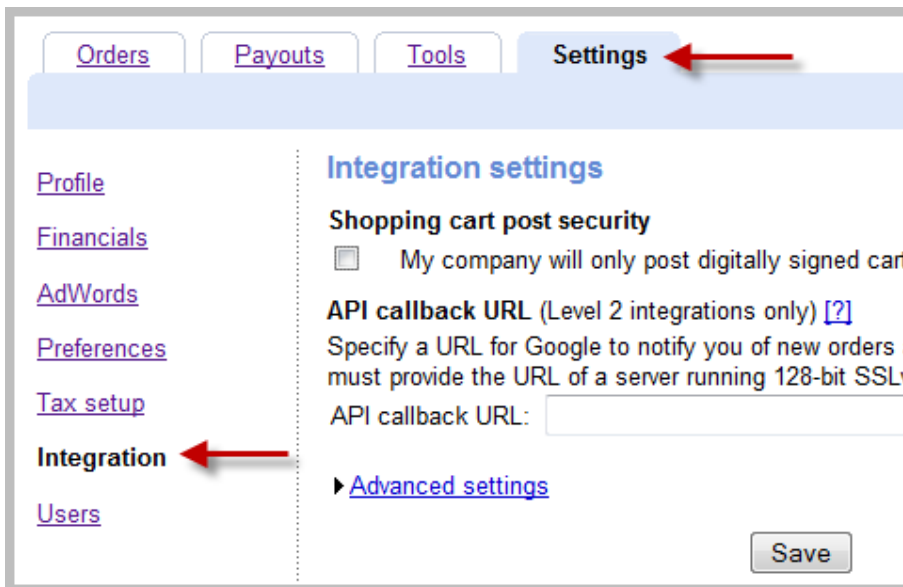 Orders
Payouts
Tools
Settings
Profile
Financials
AdWords
Preferences
Tax setup
Integration
Users
Integration settings
Shopping cart post security
My company will only post digitally signed
API callback URL (Level 2 integrations only) [?]
Specify a URL for Google to notify you of new orders
must provide the URL of a server running 128-bit
API callback URL:
Advanced settings
Save